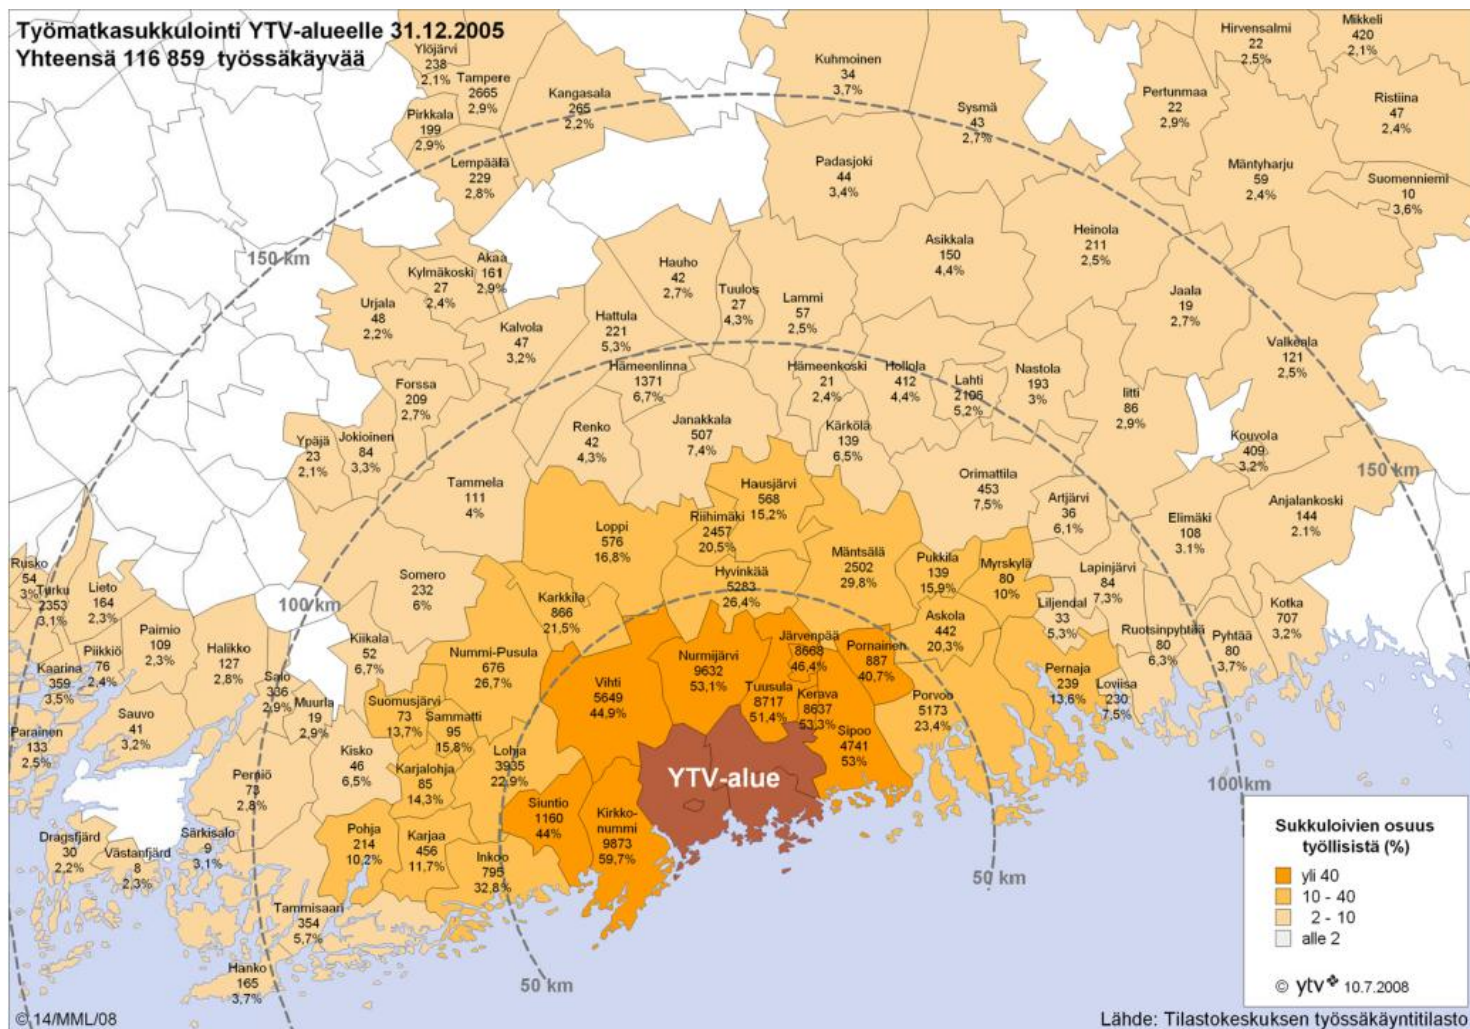 Työmatkasukkulointi YTV-alueelle 31.12.2005
Yhteensä 116 859 työssäkäyvää
Ylöjärvi
238
2,1%
Tampere
2665
2,9%
Pirkkala
199
2,9%
Lempäälä
229
2,8%
Kangasala
265
2,2%
Kuhmoinen
34
3,7%
Sysmä
43
2,7%
Padasjoki
44
3,4%
Hirvensalmi
22
2,5%
Mikkeli
420
2,1%
Pertunmaa
22
2,9%
Ristiina
47
2,4%
Mäntyharju
59
2,4%
Suomenniemi
10
3,6%
150 km
Kylmäkoski
27
2,4%
Akaa
161
2,9%
Urjala
48
2,2%
Kalvola
47
3,2%
Hattula
221
5,3%
Hauho
42
2,7%
Tuulos
27
4,3%
Lammi
57
2,5%
Asikkala
150
4,4%
Heinola
211
2,5%
Jaala
19
2,7%
Valkeala
121
2,5%
Forssa
209
2,7%
Hämeenlinna
1371
6,7%
Hämeenkoski
21
2,4%
Hollola
412
4,4%
Lahti
2106
5,2%
Nastola
193
3%
Iitti
86
2,9%
Kouvola
409
3,2%
150 km
Ypäjä
23
2,1%
Jokioinen
84
3,3%
Renko
42
4,3%
Janakkala
507
7,4%
Kärkölä
139
6,5%
Tammela
111
4%
Hausjärvi
568
15,2%
Orimattila
453
7,5%
Artjärvi
36
6,1%
Elimäki
108
3,1%
Anjalankoski
144
2,1%
Loppi
576
16,8%
Riihimäki
2457
20,5%
Mäntsälä
2502
29,8%
Pukkila
139
15,9%
Myrskylä
80
10%
Lapinjärvi
84
7,3%
Rusko
54
3%
Turku
2353
3,1%
Lieto
164
2,3%
Somero
232
6%
Karkkila
866
21,5%
Hyvinkää
5283
26,4%
Askola
442
20,3%
Liljendal
33
5,3%
Ruotsinpyhtää
80
6,3%
Pyhtää
80
3,7%
Kotka
707
3,2%
100 km
Paimio
109
2,3%
Piikkiö
76
2,4%
Kaarina
359
3,5%
Halikko
127
2,8%
Kiikala
52
6,7%
Nummi-Pusula
676
26,7%
Vihti
5649
44,9%
Nurmijärvi
9632
53,1%
Järvenpää
8668
46,4%
Pornainen
887
40,7%
Tuusula
8717
51,4%
Kerava
8637
53,3%
Sipoo
4741
53%
Porvoo
5173
23,4%
Pernaja
239
13,6%
Loviisa
230
7,5%
Salo
336
2,9%
Muurla
19
2,9%
Suomusjärvi
73
13,7%
Sammatti
95
15,8%
Lohja
3935
22,9%
Sauvo
41
3,2%
Parainen
133
2,5%
Kisko
46
6,5%
Karjalohja
85
14,3%
Perniö
73
2,8%
YTV-alue
100 km
Siuntio
1160
44%
Kirkko-
nummi
9873
59,7%
Dragsfjärd
30
2,2%
Västanfjärd
8
2,3%
Särkisalo
9
3,1%
Pohja
214
10,2%
Karjaa
456
11,7%
Inkoo
795
32,8%
Tammisaari
354
5,7%
Hanko
165
3,7%
50 km
50 km
Sukkuloivien osuus
työllisistä (%)
yli 40
10 - 40
2 - 10
alle 2
© ytv 10.7.2008
© 14/MML/08
Lähde: Tilastokeskuksen työssäkäyntitilasto